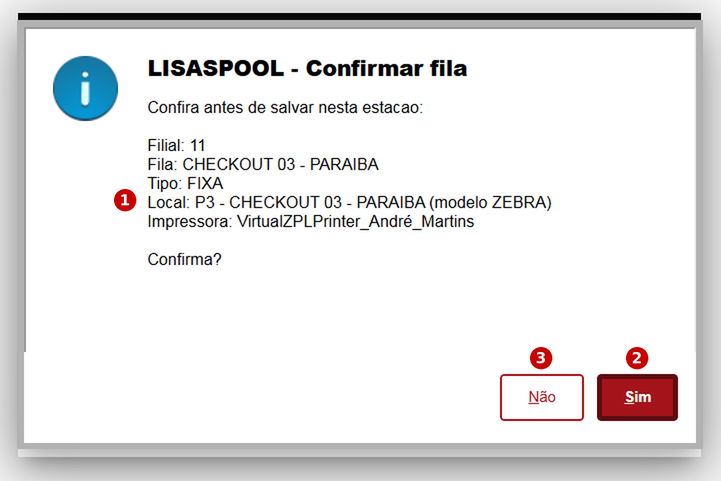 LISASPOOL - Confirmar fila
Confira antes de salvar nesta estacao:
Filial: 11
Fila: CHECKOUT 03 - PARAIBA
Tipo: FIXA
1 Local: P3 - CHECKOUT 03 - PARAIBA (modelo ZEBRA)
Impressora: VirtualZPLPrinter_André_Martins
Confirma?
3 2
Não Sim